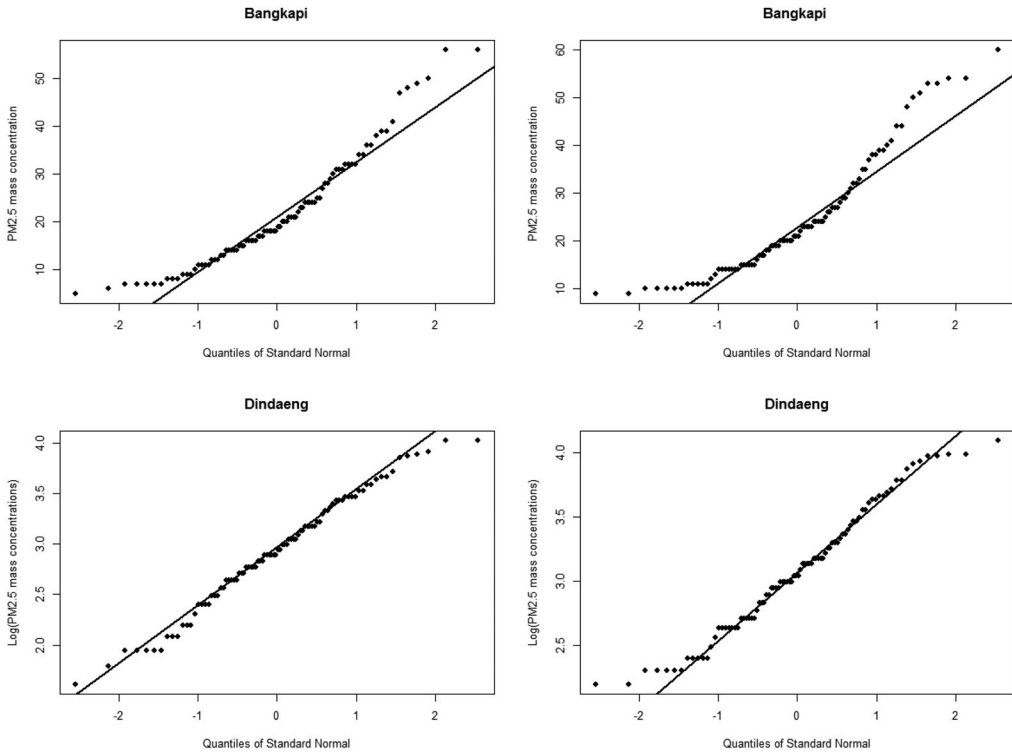 Bangkapi
PM2.5 mass concentration
50
40
30
20
10
-2 -1 0 1 2
Quantiles of Standard Normal
Bangkapi
PM2.5 mass concentration
60
50
40
30
20
10
-2 -1 0 1 2
Quantiles of Standard Normal
Dindaeng
Log(PM2.5 mass concentrations)
4.0
3.5
3.0
2.5
2.0
-2 -1 0 1 2
Quantiles of Standard Normal
Dindaeng
Log(PM2.5 mass concentrations)
4.0
3.5
3.0
2.5
-2 -1 0 1 2
Quantiles of Standard Normal